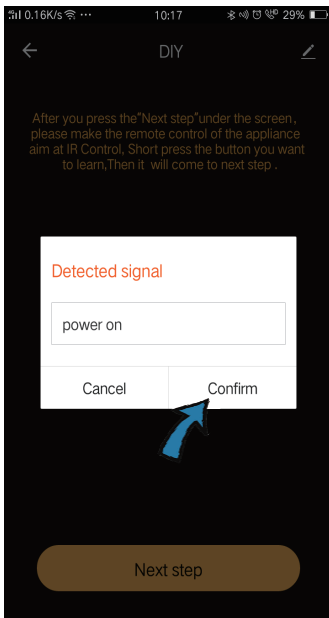 0.16K/s ... 10:17 29%
DIY
After you press the"Next step"under the screen,
please make the remote control of the appliance
aim at IR Control, Short press the button you want
to learn,Then it will come to next step .
Detected signal
power on
Cancel Confirm
Next step